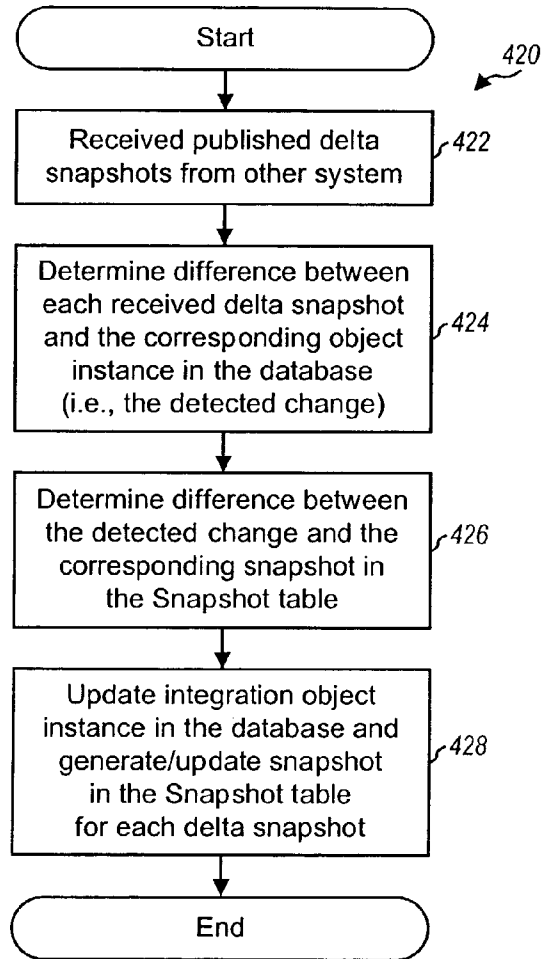 Start
420
Received published delta
snapshots from other system
422
Determine difference between
each received delta snapshot
and the corresponding object
instance in the database
(i.e., the detected change)
424
Determine difference between
the detected change and the
corresponding snapshot in
the Snapshot table
426
Update integration object
instance in the database and
generate/update snapshot
in the Snapshot table
for each delta snapshot
428
End